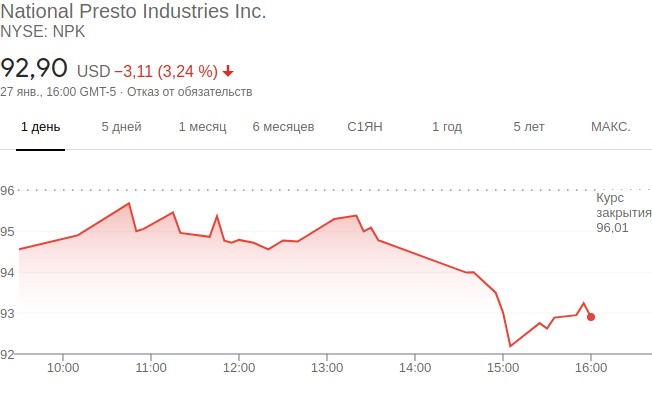 National Presto Industries Inc.
NYSE: NPK
92,90 USD −3,11 (3,24 %)
27 янв., 16:00 GMT-5 · Отказ от обязательств
1 день 5 дней 1 месяц 6 месяцев С1ЯН 1 год 5 лет МАКС.
96
Курс
закрытия
96,01
95
94
93
92
10:00 11:00 12:00 13:00 14:00 15:00 16:00